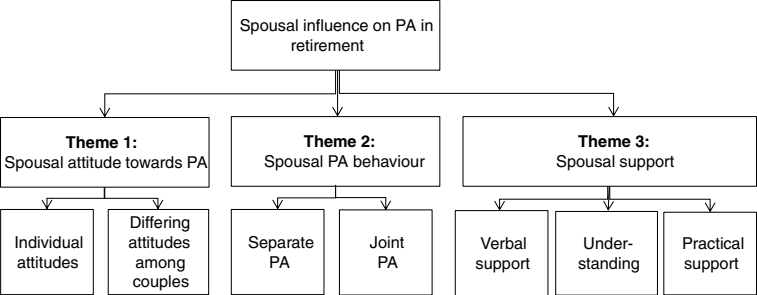 Spousal influence on PA in
retirement
Theme 1:
Spousal attitude towards PA
Theme 2:
Spousal PA behaviour
Theme 3:
Spousal support
Individual
attitudes
Differing
attitudes
among
couples
Separate
PA
Joint
PA
Verbal
support
Under-
standing
Practical
support